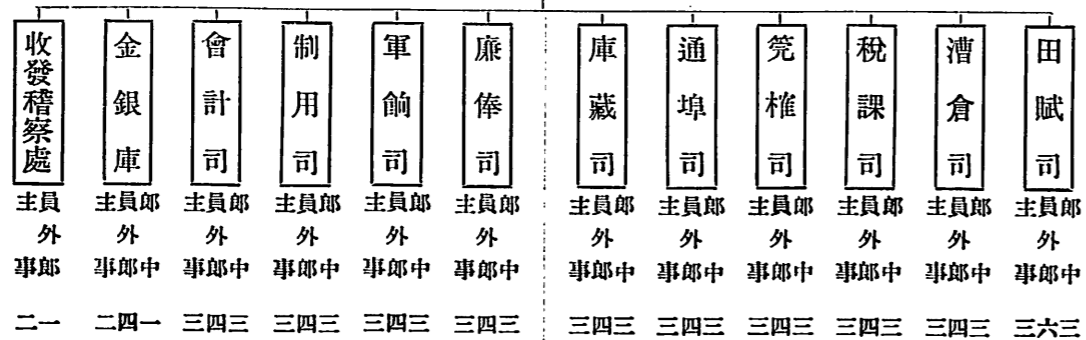 田賦司
郎中 三
員外郎 六
主事 三
漕倉司
郎中 三
員外郎 四
主事 三
稅課司
郎中 三
員外郎 四
主事 三
筦榷司
郎中 三
員外郎 四
主事 三
通埠司
郎中 三
員外郎 四
主事 三
庫藏司
郎中 三
員外郎 四
主事 三
廉俸司
郎中 三
員外郎 四
主事 三
軍餉司
郎中 三
員外郎 四
主事 三
制用司
郎中 三
員外郎 四
主事 三
會計司
郎中 三
員外郎 四
主事 三
金銀庫
郎中 一
員外郎 四
主事 二
收發稽察處
員外郎 一
主事 二